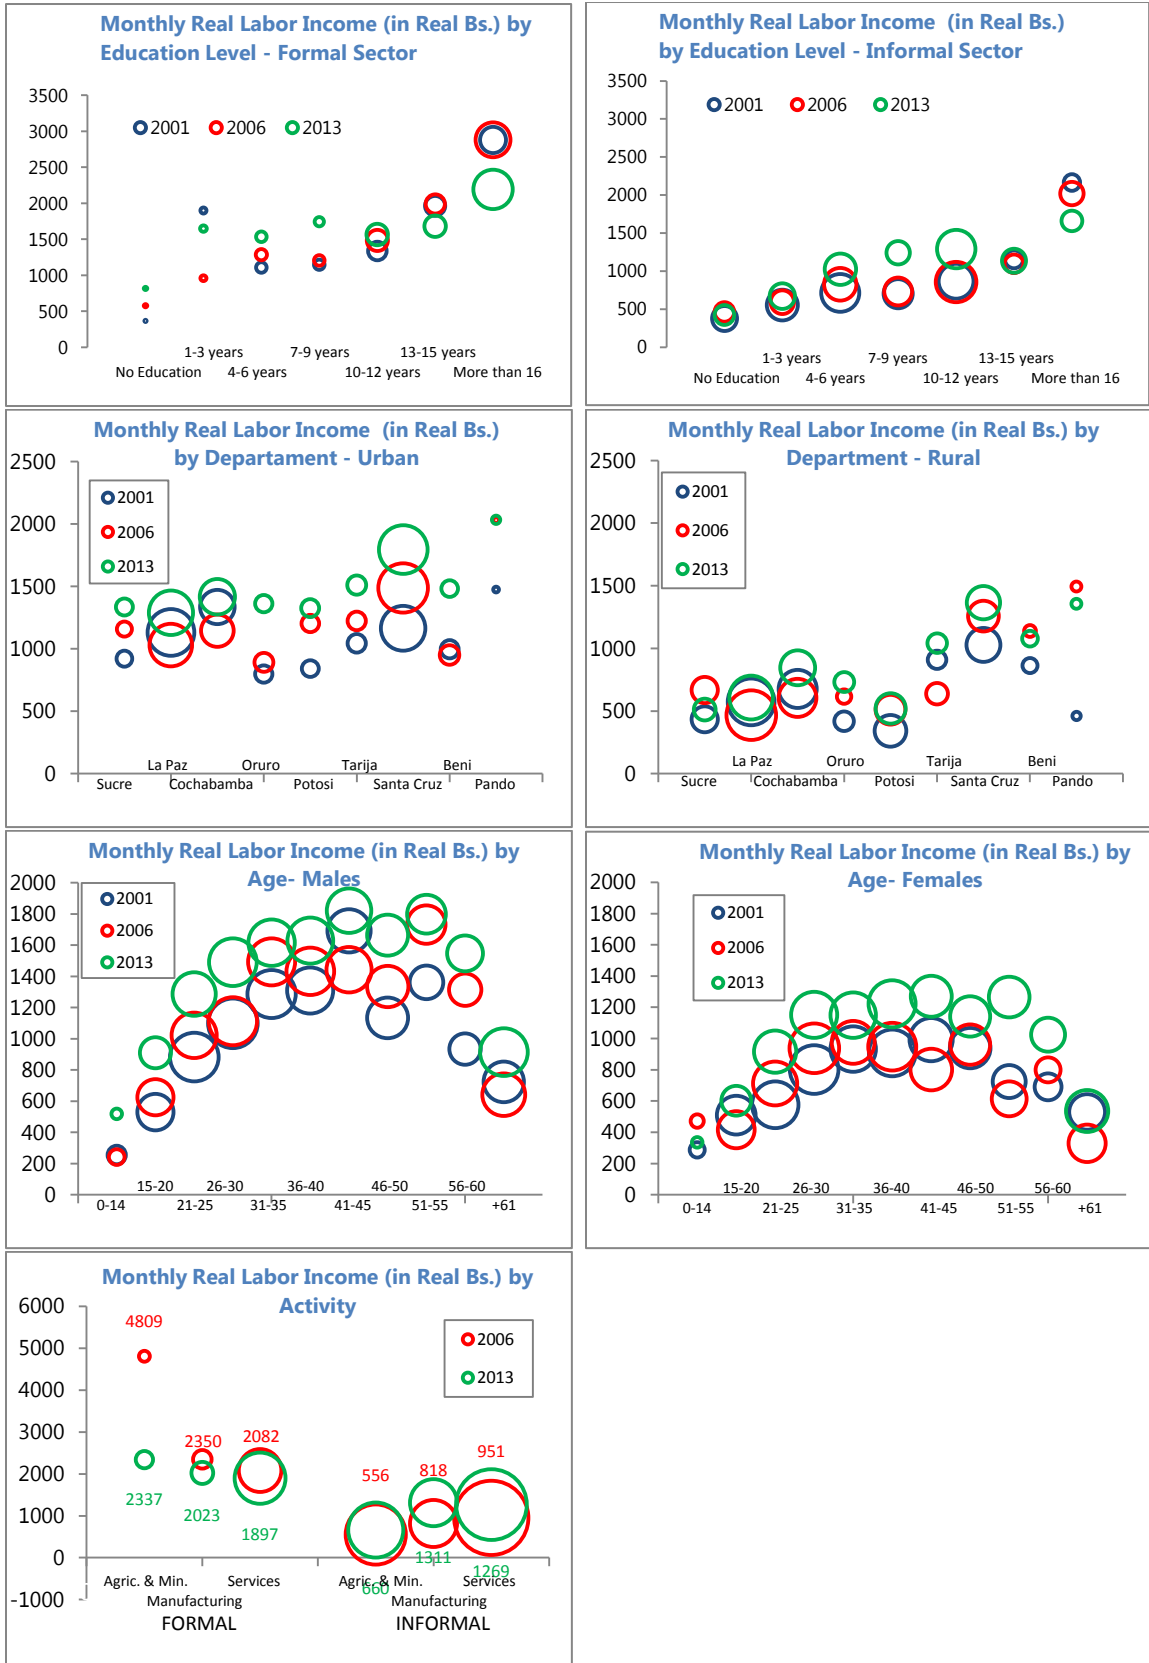 Monthly Real Labor Income (in Real Bs.) by
Education Level - Formal Sector
3500
3000
2500
2000
1500
1000
500
0
2001
2006
2013
1-3 years
7-9 years
13-15 years
No Education
4-6 years
10-12 years
More than 16
Monthly Real Labor Income (in Real Bs.)
by Education Level - Informal Sector
3500
3000
2500
2000
1500
1000
500
0
2001
2006
2013
1-3 years
7-9 years
13-15 years
No Education
4-6 years
10-12 years
More than 16
Monthly Real Labor Income (in Real Bs.)
by Departament - Urban
2500
2000
1500
1000
500
0
2001
2006
2013
La Paz
Oruro
Tarija
Beni
Sucre
Cochabamba
Potosi
Santa Cruz
Pando
Monthly Real Labor Income (in Real Bs.) by
Department - Rural
2500
2000
1500
1000
500
0
2001
2006
2013
La Paz
Oruro
Tarija
Beni
Sucre
Cochabamba
Potosi
Santa Cruz
Pando
Monthly Real Labor Income (in Real Bs.) by
Age- Males
2000
1800
1600
1400
1200
1000
800
600
400
200
0
2001
2006
2013
15-20
26-30
36-40
46-50
56-60
0-14
21-25
31-35
41-45
51-55
+61
Monthly Real Labor Income (in Real Bs.) by
Age- Females
2000
1800
1600
1400
1200
1000
800
600
400
200
0
2001
2006
2013
15-20
26-30
36-40
46-50
56-60
0-14
21-25
31-35
41-45
51-55
+61
Monthly Real Labor Income (in Real Bs.) by
Activity
6000
5000
4000
3000
2000
1000
0
-1000
2006
2013
4809
2350
2082
556
818
951
2337
2023
1897
660
1311
1269
Agric. & Min.
Services
Agric. & Min.
Services
Manufacturing
Manufacturing
FORMAL
INFORMAL